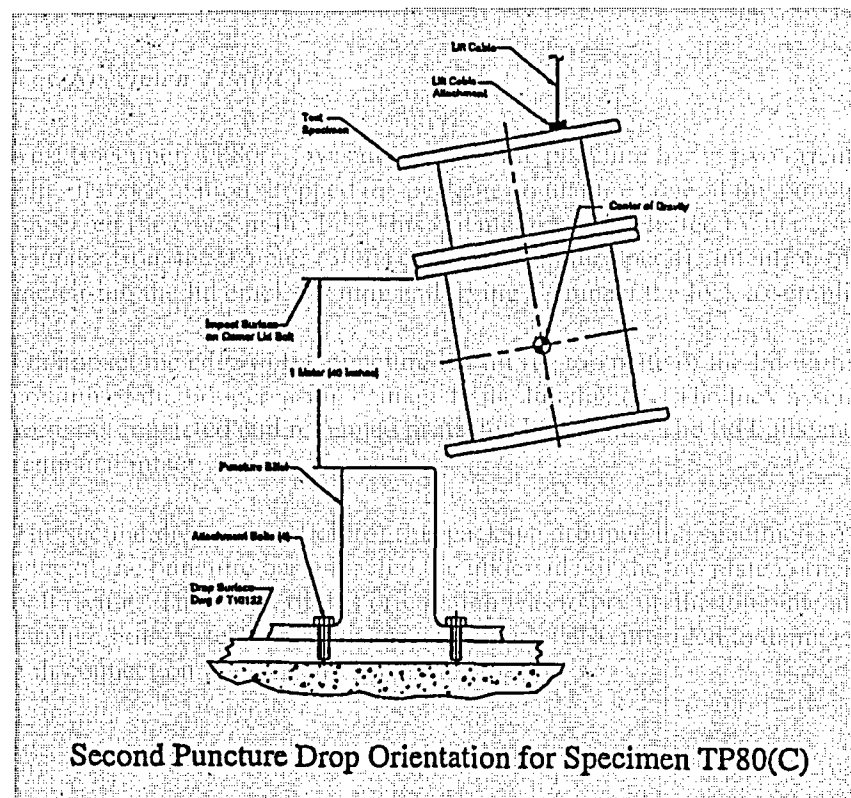 Lift Cable
Lift Cable
Attachment
Test
Specimen
Center of Gravity
Impact Surface
on Corner Lid Bolt
1 Meter (40 Inches)
Puncture Billet
Attachment Bolts (4)
Drop Surface
Dwg # T10122
Second Puncture Drop Orientation for Specimen TP80(C)